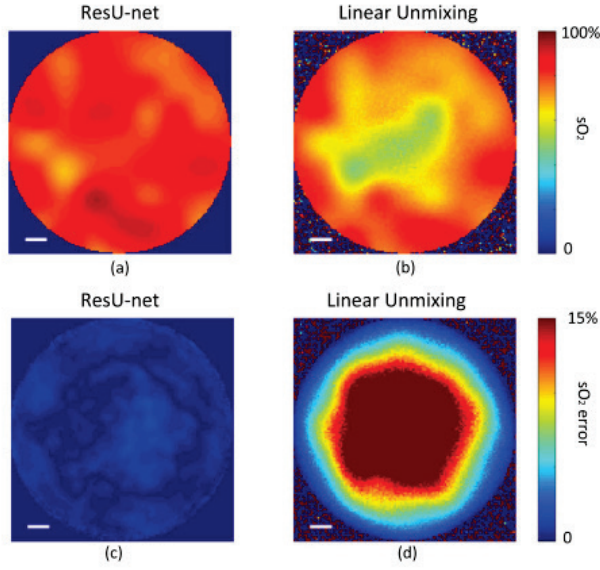 ResU-net
Linear Unmixing
100%
sO₂
0
(a)
(b)
ResU-net
Linear Unmixing
15%
sO₂ error
0
(c)
(d)